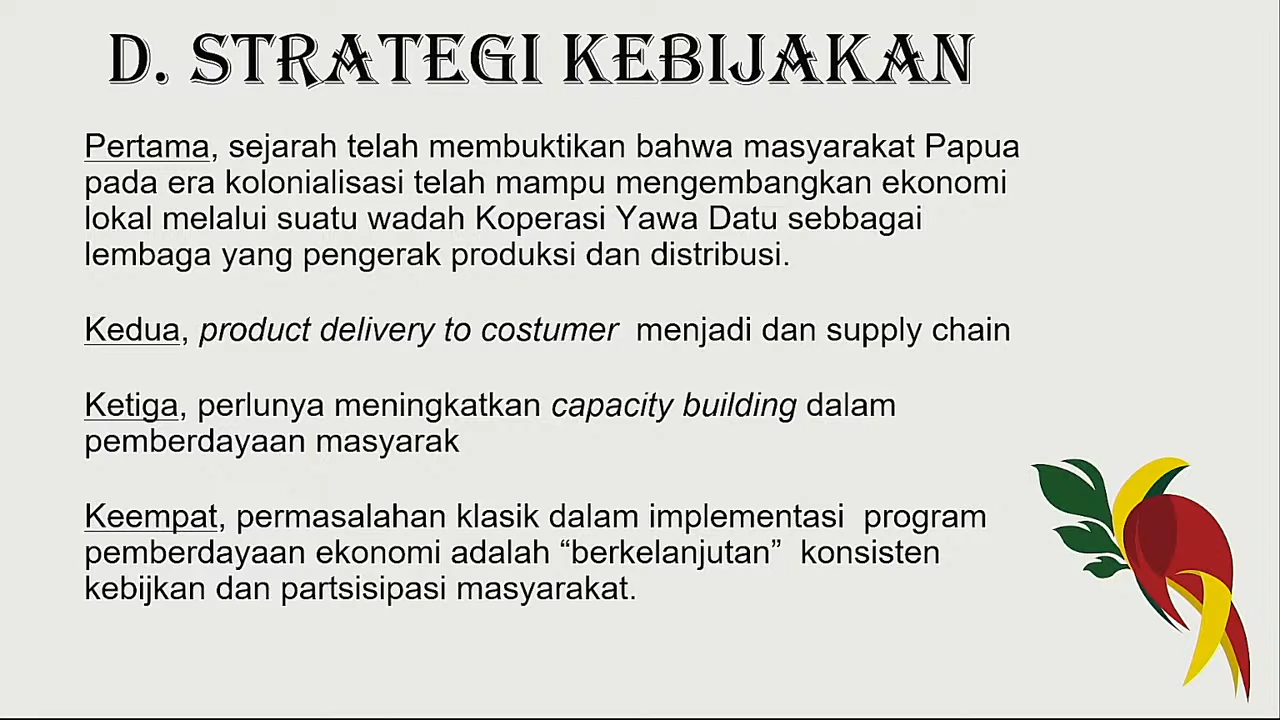 D. STRATEGI KEBIJAKAN
Pertama, sejarah telah membuktikan bahwa masyarakat Papua
pada era kolonialisasi telah mampu mengembangkan ekonomi
lokal melalui suatu wadah Koperasi Yawa Datu sebbagai
lembaga yang pengerak produksi dan distribusi.
Kedua, product delivery to costumer  menjadi dan supply chain
Ketiga, perlunya meningkatkan capacity building dalam
pemberdayaan masyarak
Keempat, permasalahan klasik dalam implementasi  program
pemberdayaan ekonomi adalah “berkelanjutan”  konsisten
kebijkan dan partsisipasi masyarakat.